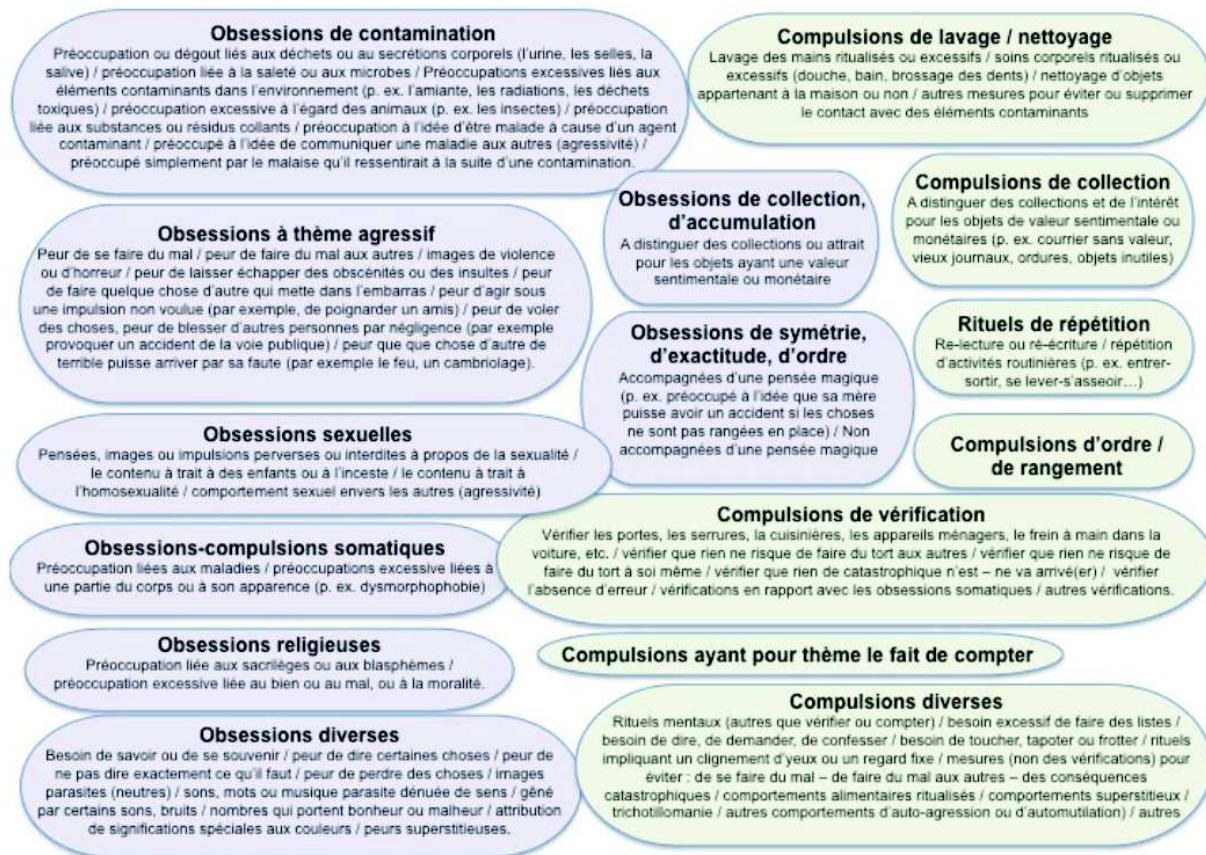 Obsessions de contamination
Préoccupation ou dégout liés aux déchets ou au secrétions corporels (l'urine, les selles, la
salive) / préoccupation liée à la saleté ou aux microbes / Préoccupations excessives liés aux
éléments contaminants dans l'environnement (p. ex. l'amiante, les radiations, les déchets
toxiques) / préoccupation excessive à l'égard des animaux (p. ex. les insectes) / préoccupation
liée aux substances ou résidus collants / préoccupation à l'idée d'être malade à cause d'un agent
contaminant / préoccupé à l'idée de communiquer une maladie aux autres (agressivité) /
préoccupé simplement par le malaise qu'il ressentirait à la suite d'une contamination.
Compulsions de lavage / nettoyage
Lavage des mains ritualisés ou excessifs / soins corporels ritualisés ou
excessifs (douche, bain, brossage des dents) / nettoyage d'objets
appartenant à la maison ou non / autres mesures pour éviter ou supprimer
le contact avec des éléments contaminants
Obsessions de collection,
d'accumulation
A distinguer des collections ou attrait
pour les objets ayant une valeur
sentimentale ou monétaire
Compulsions de collection
A distinguer des collections et de l'intérêt
pour les objets de valeur sentimentale ou
monétaires (p. ex. courrier sans valeur,
vieux journaux, ordures, objets inutiles)
Obsessions à thème agressif
Peur de se faire du mal / peur de faire du mal aux autres / images de violence
ou d'horreur / peur de laisser échapper des obscénités ou des insultes / peur
de faire quelque chose d'autre qui mette dans l'embarras / peur d'agir sous
une impulsion non voulue (par exemple, de poignarder un amis) / peur de voler
des choses, peur de blesser d'autres personnes par négligence (par exemple
provoquer un accident de la voie publique) / peur que que chose d'autre de
terrible puisse arriver par sa faute (par exemple le feu, un cambriolage).
Obsessions de symétrie,
d'exactitude, d'ordre
Accompagnées d'une pensée magique
(p. ex. préoccupé à l'idée que sa mère
puisse avoir un accident si les choses
ne sont pas rangées en place) / Non
accompagnées d'une pensée magique
Rituels de répétition
Re-lecture ou ré-écriture / répétition
d'activités routinières (p. ex. entrer-
sortir, se lever-s'asseoir…)
Obsessions sexuelles
Pensées, images ou impulsions perverses ou interdites à propos de la sexualité /
le contenu à trait à des enfants ou à l'inceste / le contenu à trait à
l'homosexualité / comportement sexuel envers les autres (agressivité)
Compulsions d'ordre /
de rangement
Compulsions de vérification
Vérifier les portes, les serrures, la cuisinières, les appareils ménagers, le frein à main dans la
voiture, etc. / vérifier que rien ne risque de faire du tort aux autres / vérifier que rien ne risque de
faire du tort à soi même / vérifier que rien de catastrophique n'est – ne va arrivé(er) / vérifier
l'absence d'erreur / vérifications en rapport avec les obsessions somatiques / autres vérifications.
Obsessions-compulsions somatiques
Préoccupation liées aux maladies / préoccupations excessive liées à
une partie du corps ou à son apparence (p. ex. dysmorphophobie)
Obsessions religieuses
Préoccupation liée aux sacrilèges ou aux blasphèmes /
préoccupation excessive liée au bien ou au mal, ou à la moralité.
Compulsions ayant pour thème le fait de compter
Obsessions diverses
Besoin de savoir ou de se souvenir / peur de dire certaines choses / peur de
ne pas dire exactement ce qu'il faut / peur de perdre des choses / images
parasites (neutres) / sons, mots ou musique parasite dénuée de sens / gêné
par certains sons, bruits / nombres qui portent bonheur ou malheur / attribution
de significations spéciales aux couleurs / peurs superstitieuses.
Compulsions diverses
Rituels mentaux (autres que vérifier ou compter) / besoin excessif de faire des listes /
besoin de dire, de demander, de confesser / besoin de toucher, tapoter ou frotter / rituels
impliquant un clignement d'yeux ou un regard fixe / mesures (non des vérifications) pour
éviter : de se faire du mal – de faire du mal aux autres – des conséquences
catastrophiques / comportements alimentaires ritualisés / comportements superstitieux /
trichotillomanie / autres comportements d'auto-agression ou d'automutilation) / autres